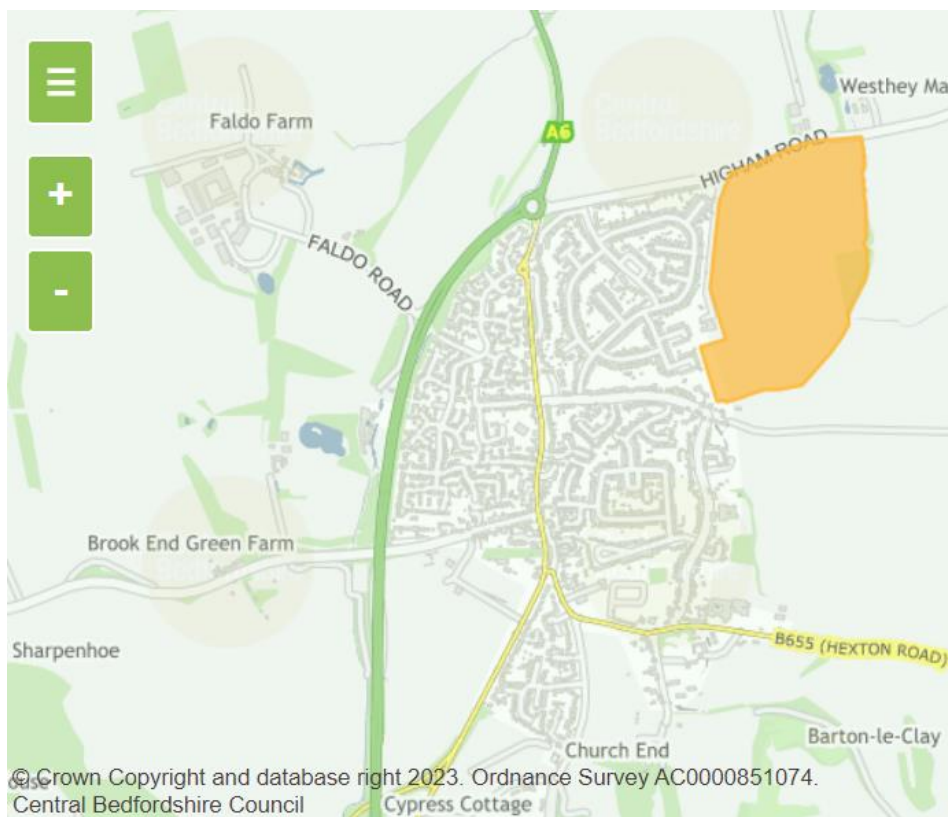 ☰
Westhey Ma
Faldo Farm
A6
HIGHAM ROAD
+
FALDO ROAD
-
Brook End Green Farm
Sharpenhoe
B655 (HEXTON ROAD)
Barton-le-Clay
Church End
ouse
© Crown Copyright and database right 2023. Ordnance Survey AC0000851074.
Central Bedfordshire Council
Cypress Cottage